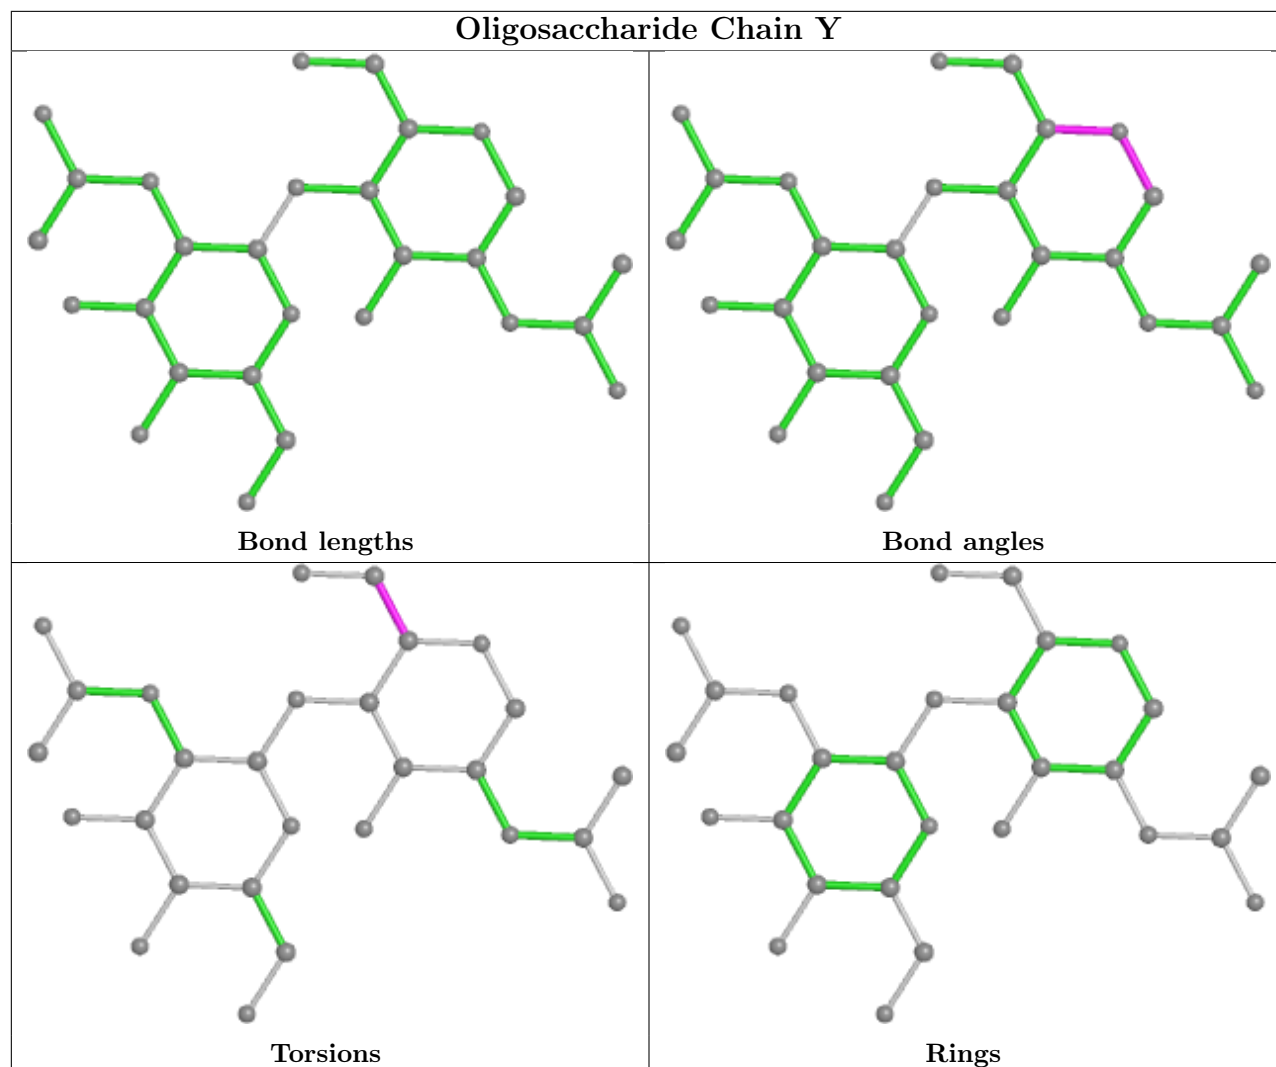 Oligosaccharide Chain Y
Bond lengths
Bond angles
Torsions
Rings